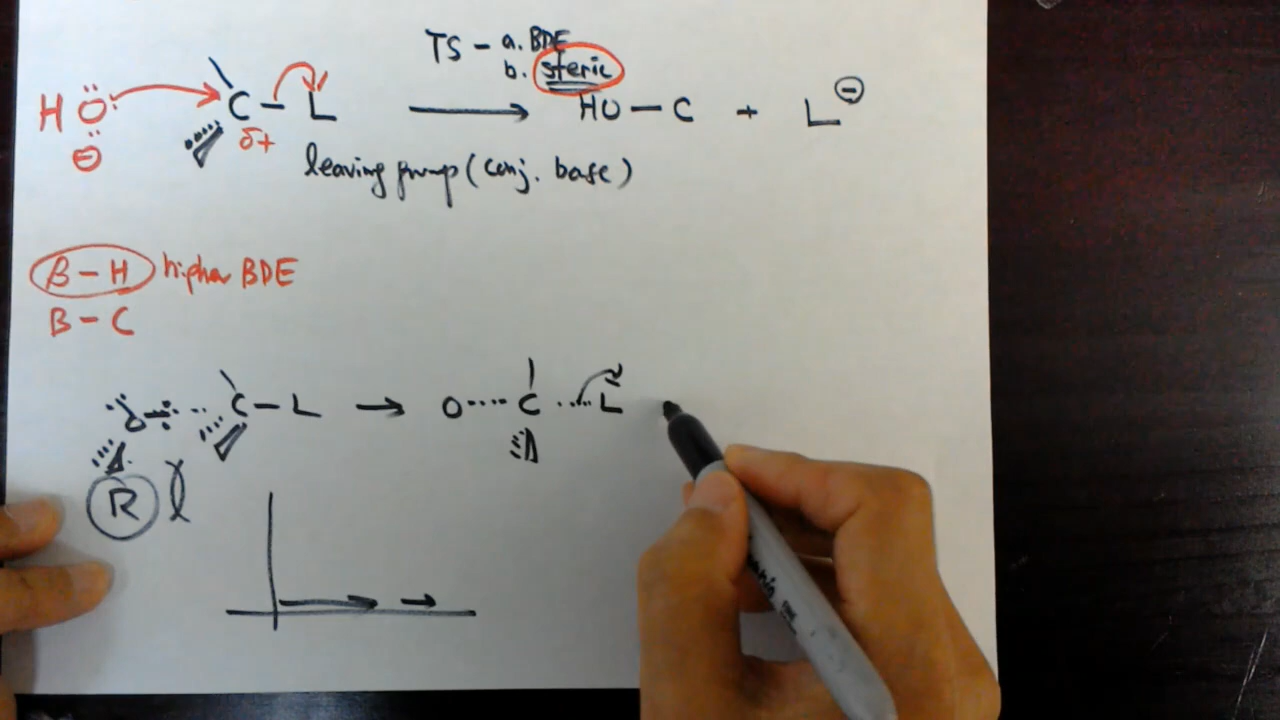 TS - a. BDE
b. steric
H O: ⊖ C - L → HO - C + L ⊖
δ+
leaving group (conj. base)
B - H higher BDE
B - C
O C - L → O ···· C ···· L
R